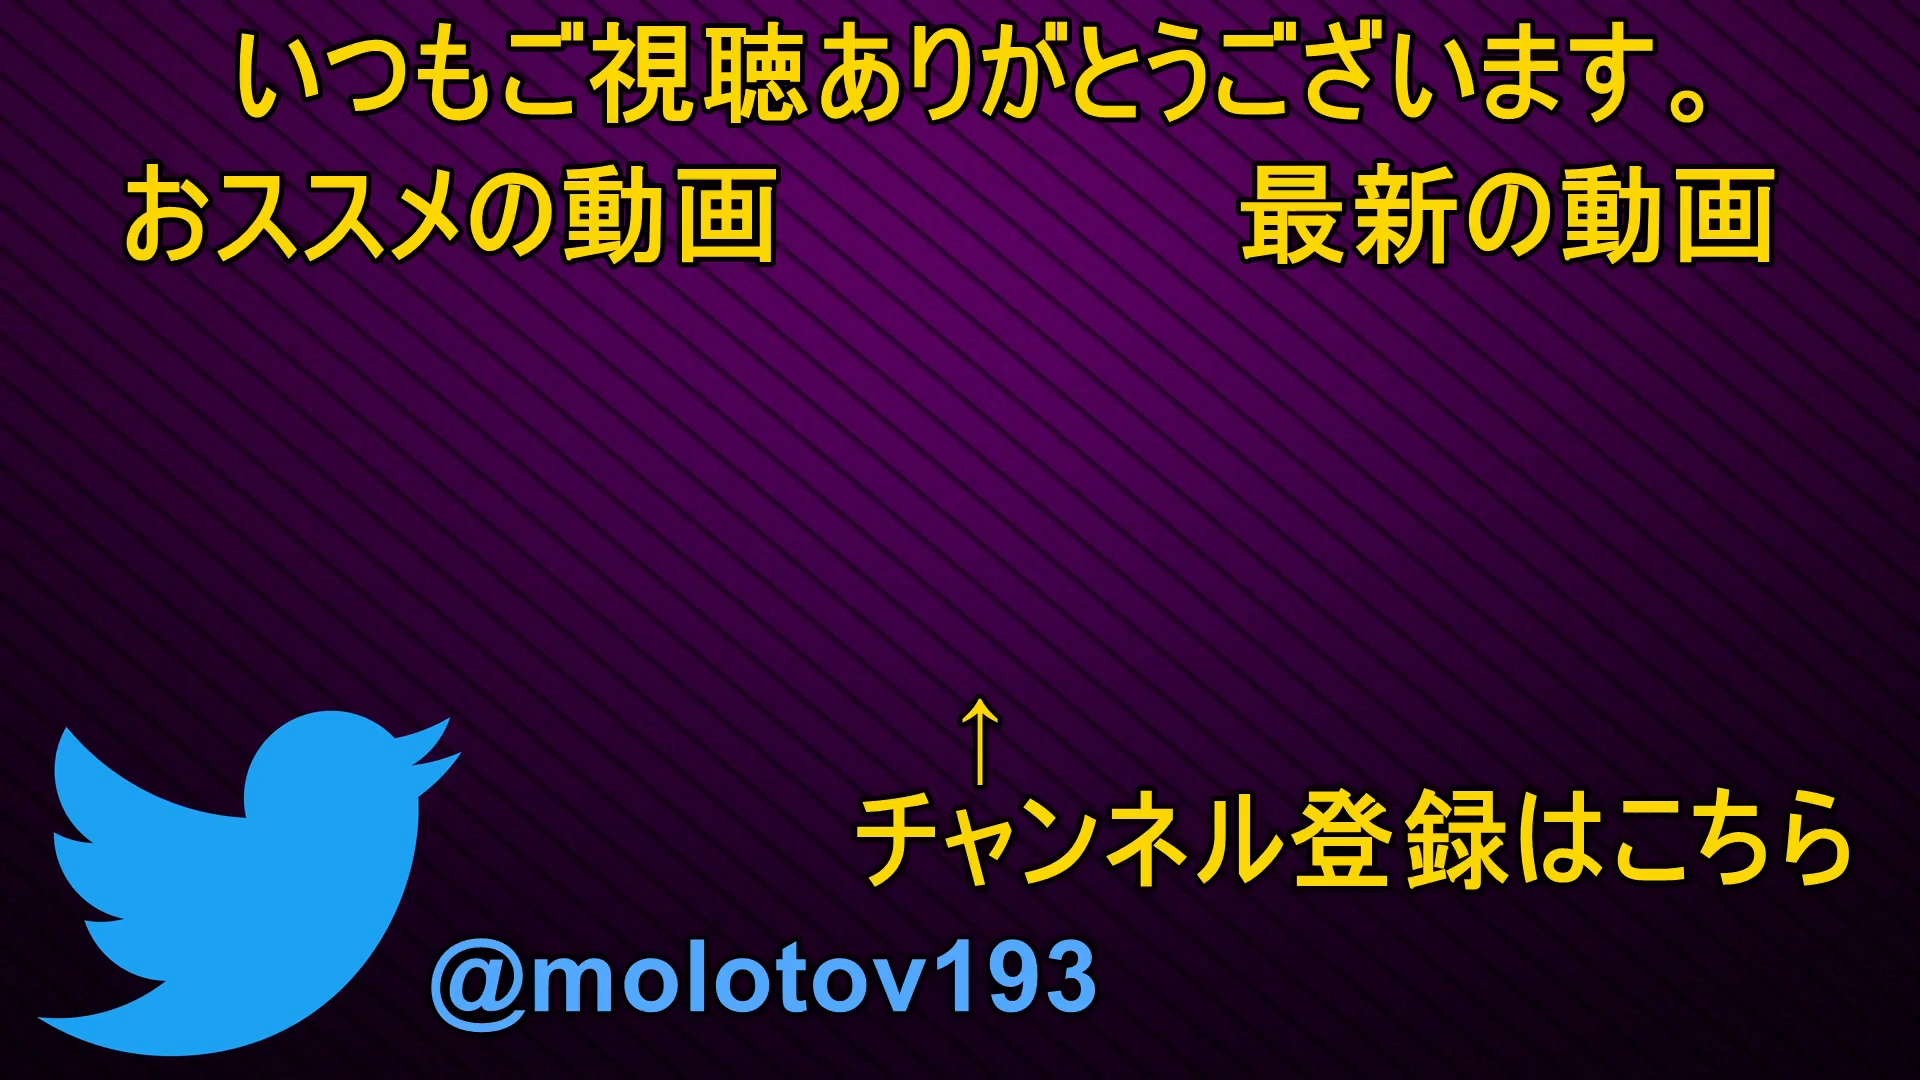 いつもご視聴ありがとうございます。
おススメの動画
最新の動画
↑
チャンネル登録はこちら
@molotov193